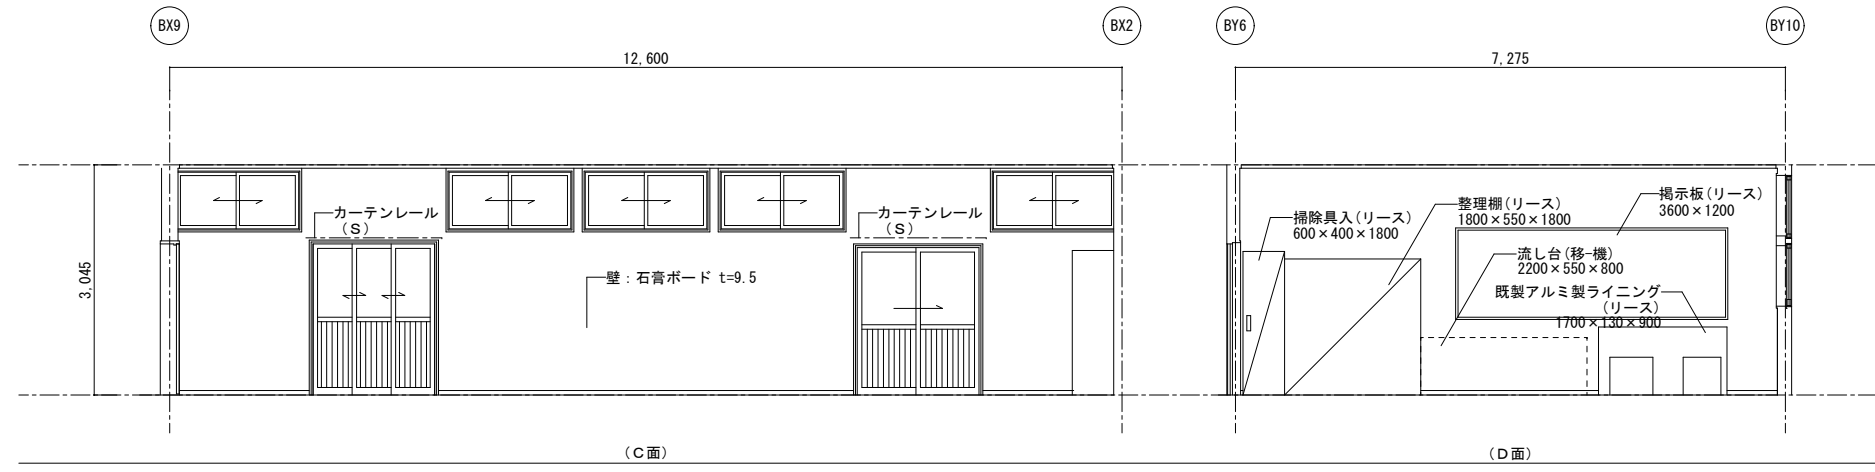 BX9
BX2
BY6
BY10
12,600
7,275
3,045
カーテンレール
（Ｓ）
壁：石膏ボード t=9.5
カーテンレール
（Ｓ）
掃除具入(リース)
600×400×1800
整理棚(リース)
1800×550×1800
掲示板(リース)
3600×1200
流し台(移-機)
2200×550×800
既製アルミ製ライニング
(リース)
1700×130×900
（Ｃ面）
（Ｄ面）